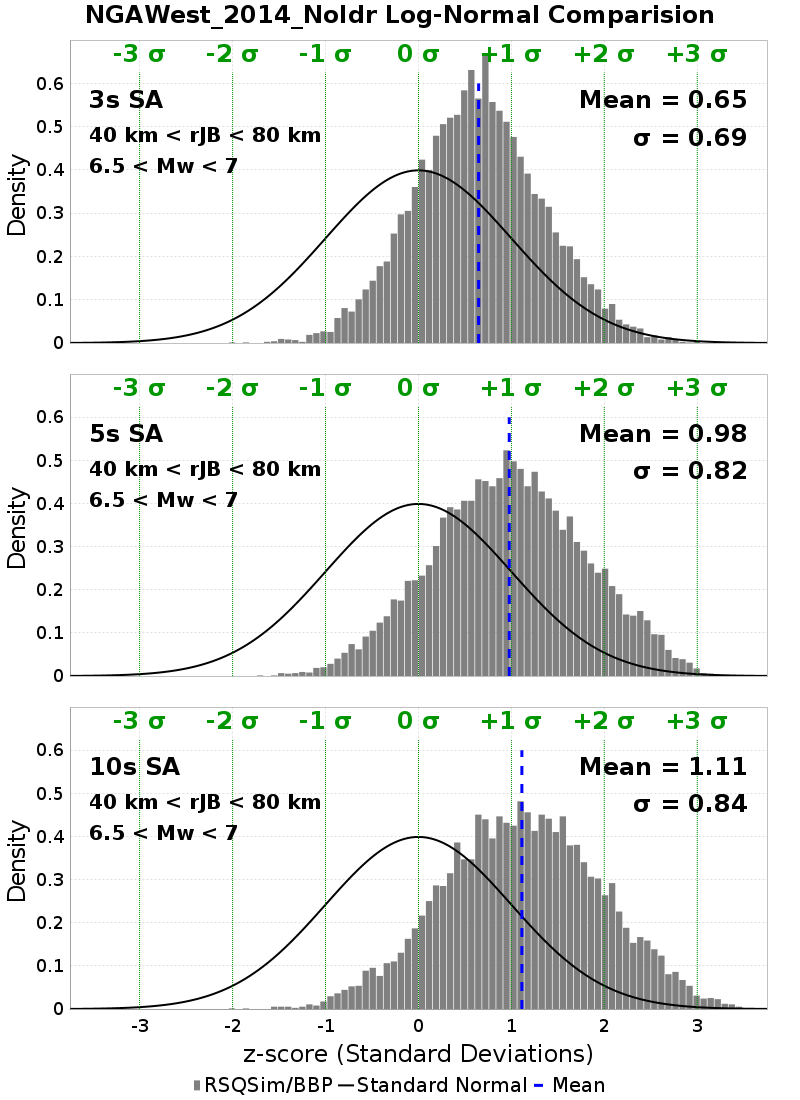 NGAWest_2014_NoIdr Log-Normal Comparision
-3 σ -2 σ -1 σ 0 σ +1 σ +2 σ +3 σ
3s SA Mean = 0.65
40 km < rJB < 80 km σ = 0.69
6.5 < Mw < 7
Density
0.6
0.5
0.4
0.3
0.2
0.1
0
-3 σ -2 σ -1 σ 0 σ +1 σ +2 σ +3 σ
5s SA Mean = 0.98
40 km < rJB < 80 km σ = 0.82
6.5 < Mw < 7
Density
0.6
0.5
0.4
0.3
0.2
0.1
0
-3 σ -2 σ -1 σ 0 σ +1 σ +2 σ +3 σ
10s SA Mean = 1.11
40 km < rJB < 80 km σ = 0.84
6.5 < Mw < 7
Density
0.6
0.5
0.4
0.3
0.2
0.1
0
-3 -2 -1 0 1 2 3
z-score (Standard Deviations)
RSQSim/BBP Standard Normal Mean